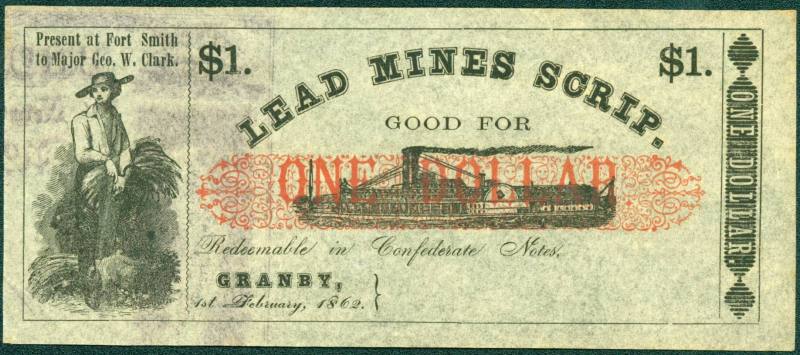 Present at Fort Smith
to Major Geo. W. Clark.
$1.
LEAD MINES SCRIP.
$1.
GOOD FOR
ONE DOLLAR
Redeemable in Confederate Notes,
GRANBY,
1st February, 1862.
ONE DOLLAR.